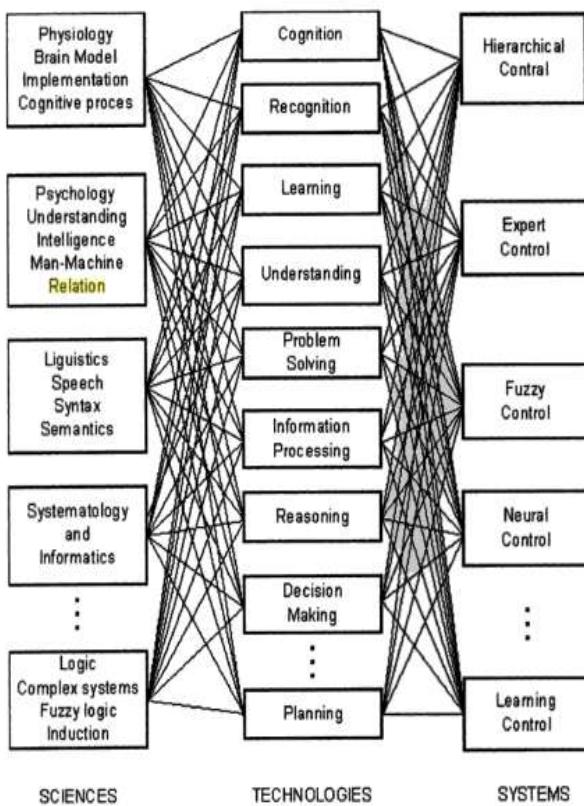 Physiology
Brain Model
Implementation
Cognitive proces
Psychology
Understanding
Intelligence
Man-Machine
Relation
Liguistics
Speech
Syntax
Semantics
Systematology
and
Informatics
Logic
Complex systems
Fuzzy logic
Induction
SCIENCES
Cognition
Recognition
Learning
Understanding
Problem
Solving
Information
Processing
Reasoning
Decision
Making
Planning
TECHNOLOGIES
Hierarchical
Contral
Expert
Control
Fuzzy
Control
Neural
Control
Learning
Control
SYSTEMS